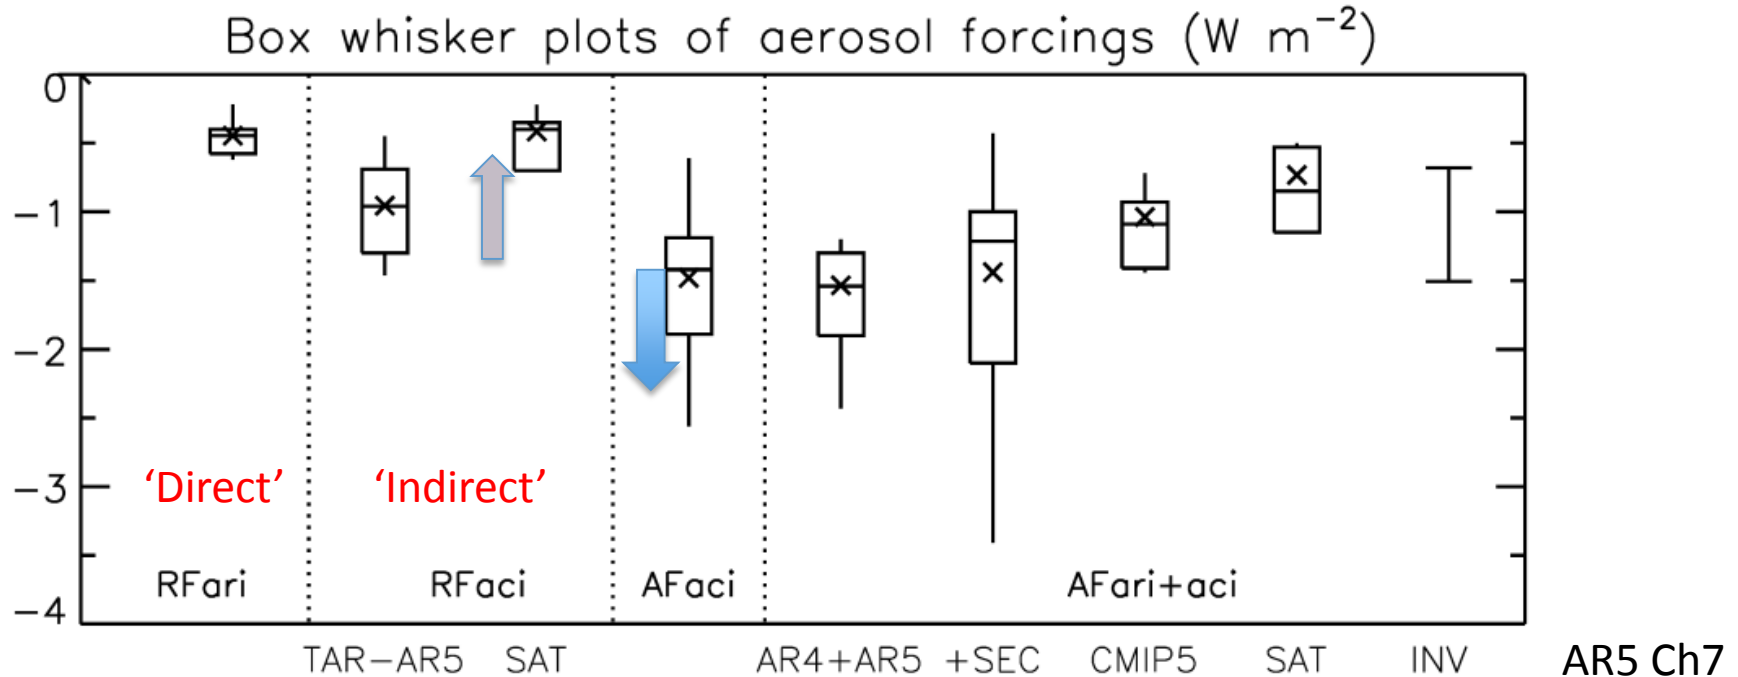 Box whisker plots of aerosol forcings (W m⁻²)
0
−1
−2
−3
−4
‘Direct’ ‘Indirect’
RFari RFaci AFaci AFari+aci
TAR−AR5 SAT AR4+AR5 +SEC CMIP5 SAT INV
AR5 Ch7